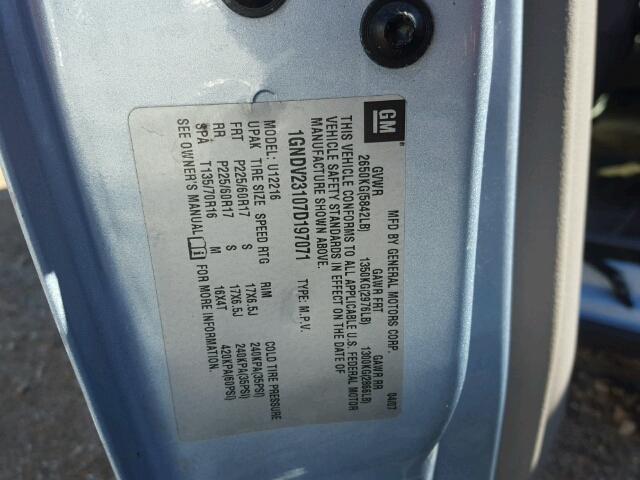 GM ®
MFD BY GENERAL MOTORS CORP. 04/07
GVWR GAWR FRT GAWR RR
2650KG(5842LB) 1350KG(2976LB) 1300KG(2866LB)
THIS VEHICLE CONFORMS TO ALL APPLICABLE U.S. FEDERAL MOTOR
VEHICLE SAFETY STANDARDS IN EFFECT ON THE DATE OF
MANUFACTURE SHOWN ABOVE.
1GNDV23107D197071 TYPE: M.P.V.
MODEL: U12216
UPAK TIRE SIZE SPEED RTG RIM COLD TIRE PRESSURE
FRT P225/60R17 S 17X6.5J 240KPA(35PSI)
RR P225/60R17 S 17X6.5J 240KPA(35PSI)
SPA T135/70R16 M 16X4T 420KPA(60PSI)
SEE OWNER'S MANUAL FOR MORE INFORMATION.